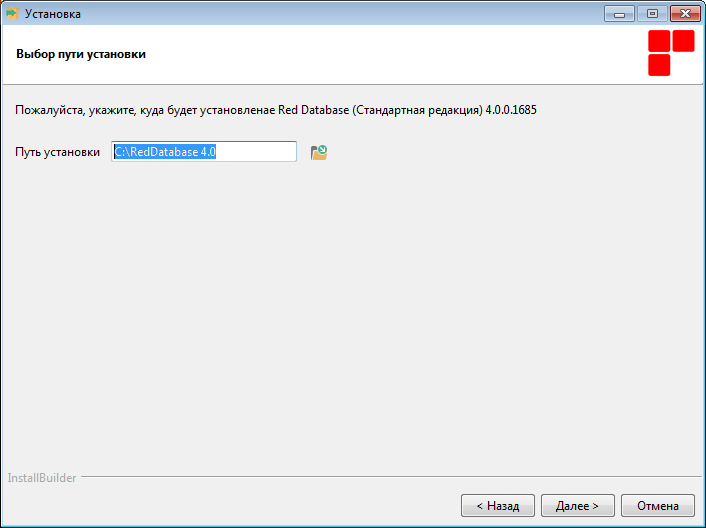 Установка
Выбор пути установки
Пожалуйста, укажите, куда будет установленае Red Database (Стандартная редакция) 4.0.0.1685
Путь установки C:\RedDatabase 4.0
InstallBuilder
< Назад Далее > Отмена